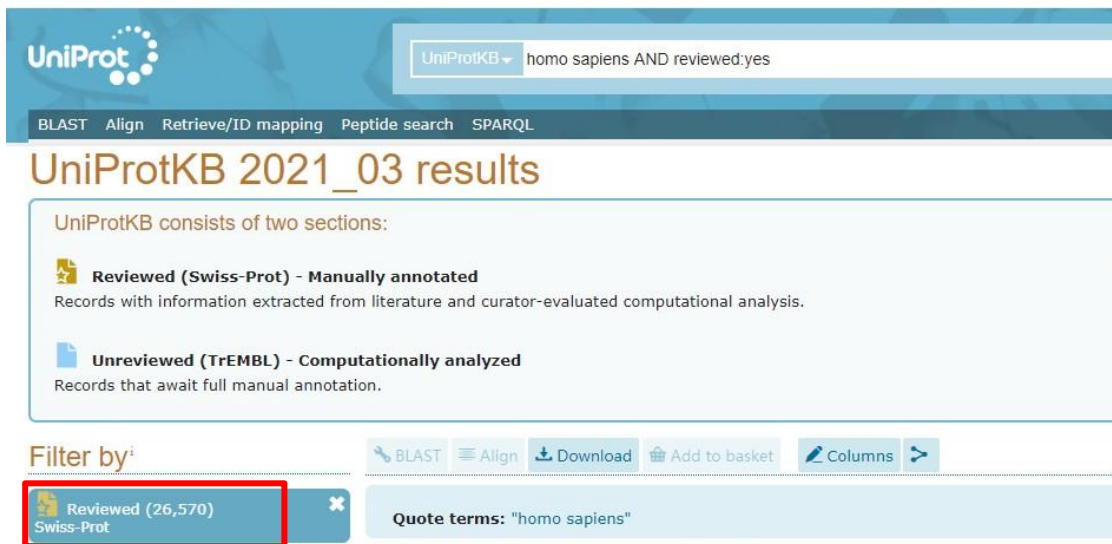 UniProt
UniProtKB homo sapiens AND reviewed:yes
BLAST Align Retrieve/ID mapping Peptide search SPARQL
UniProtKB 2021_03 results
UniProtKB consists of two sections:
Reviewed (Swiss-Prot) - Manually annotated
Records with information extracted from literature and curator-evaluated computational analysis.
Unreviewed (TrEMBL) - Computationally analyzed
Records that await full manual annotation.
Filter by i
BLAST Align Download Add to basket Columns
Reviewed (26,570)
Swiss-Prot
Quote terms: "homo sapiens"